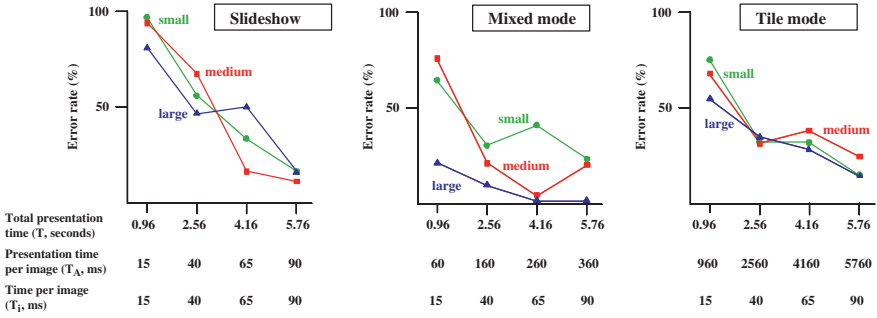 Slideshow
Mixed mode
Tile mode
100
50
Error rate (%)
small
medium
large
100
50
Error rate (%)
small
medium
large
100
50
Error rate (%)
small
medium
large
Total presentation
time (T, seconds)
0.96 2.56 4.16 5.76
0.96 2.56 4.16 5.76
0.96 2.56 4.16 5.76
Presentation time
per image (TA, ms)
15 40 65 90
60 160 260 360
960 2560 4160 5760
Time per image
(Ti, ms)
15 40 65 90
15 40 65 90
15 40 65 90